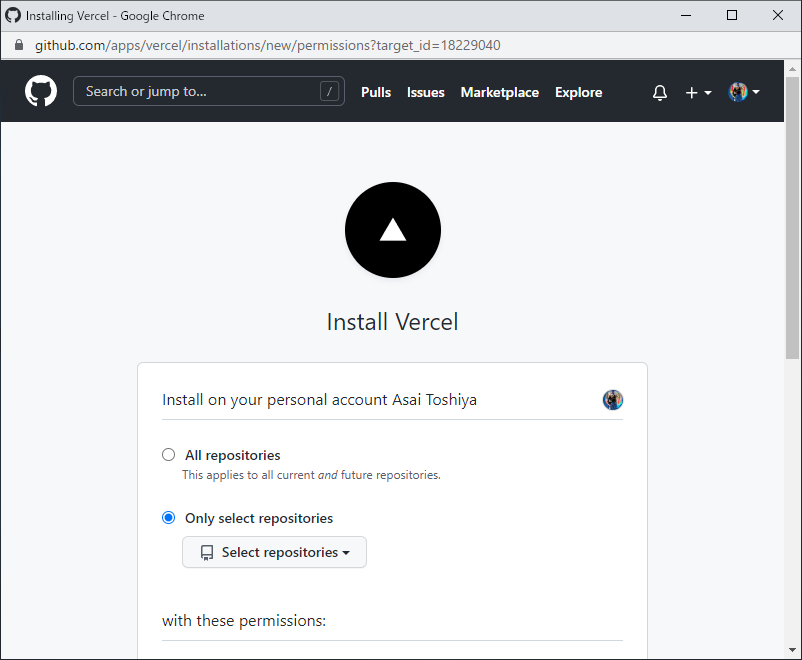 Installing Vercel - Google Chrome
github.com/apps/vercel/installations/new/permissions?target_id=18229040
Search or jump to... / Pulls Issues Marketplace Explore
Install Vercel
Install on your personal account Asai Toshiya
All repositories
This applies to all current and future repositories.
Only select repositories
Select repositories
with these permissions: